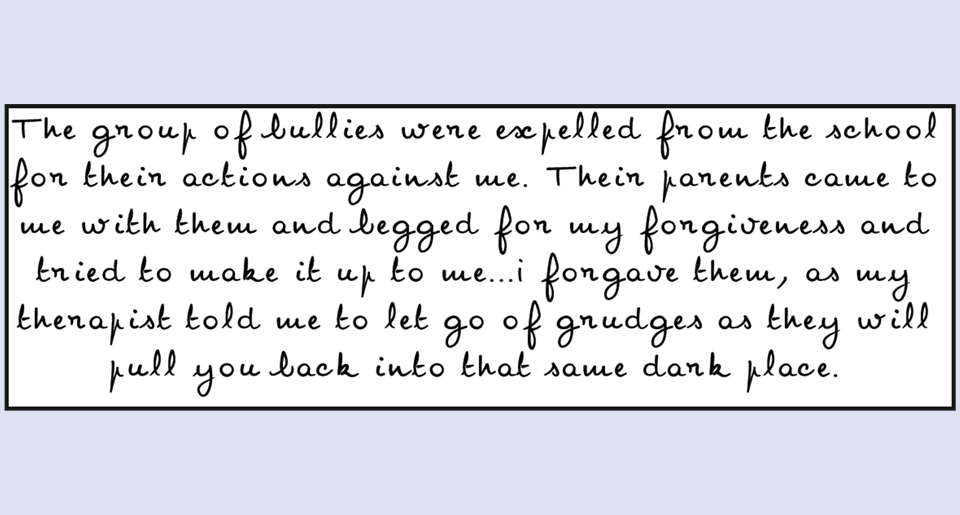 The group of bullies were expelled from the school
for their actions against me. Their parents came to
me with them and begged for my forgiveness and
tried to make it up to me...i forgave them, as my
therapist told me to let go of grudges as they will
pull you back into that same dark place.